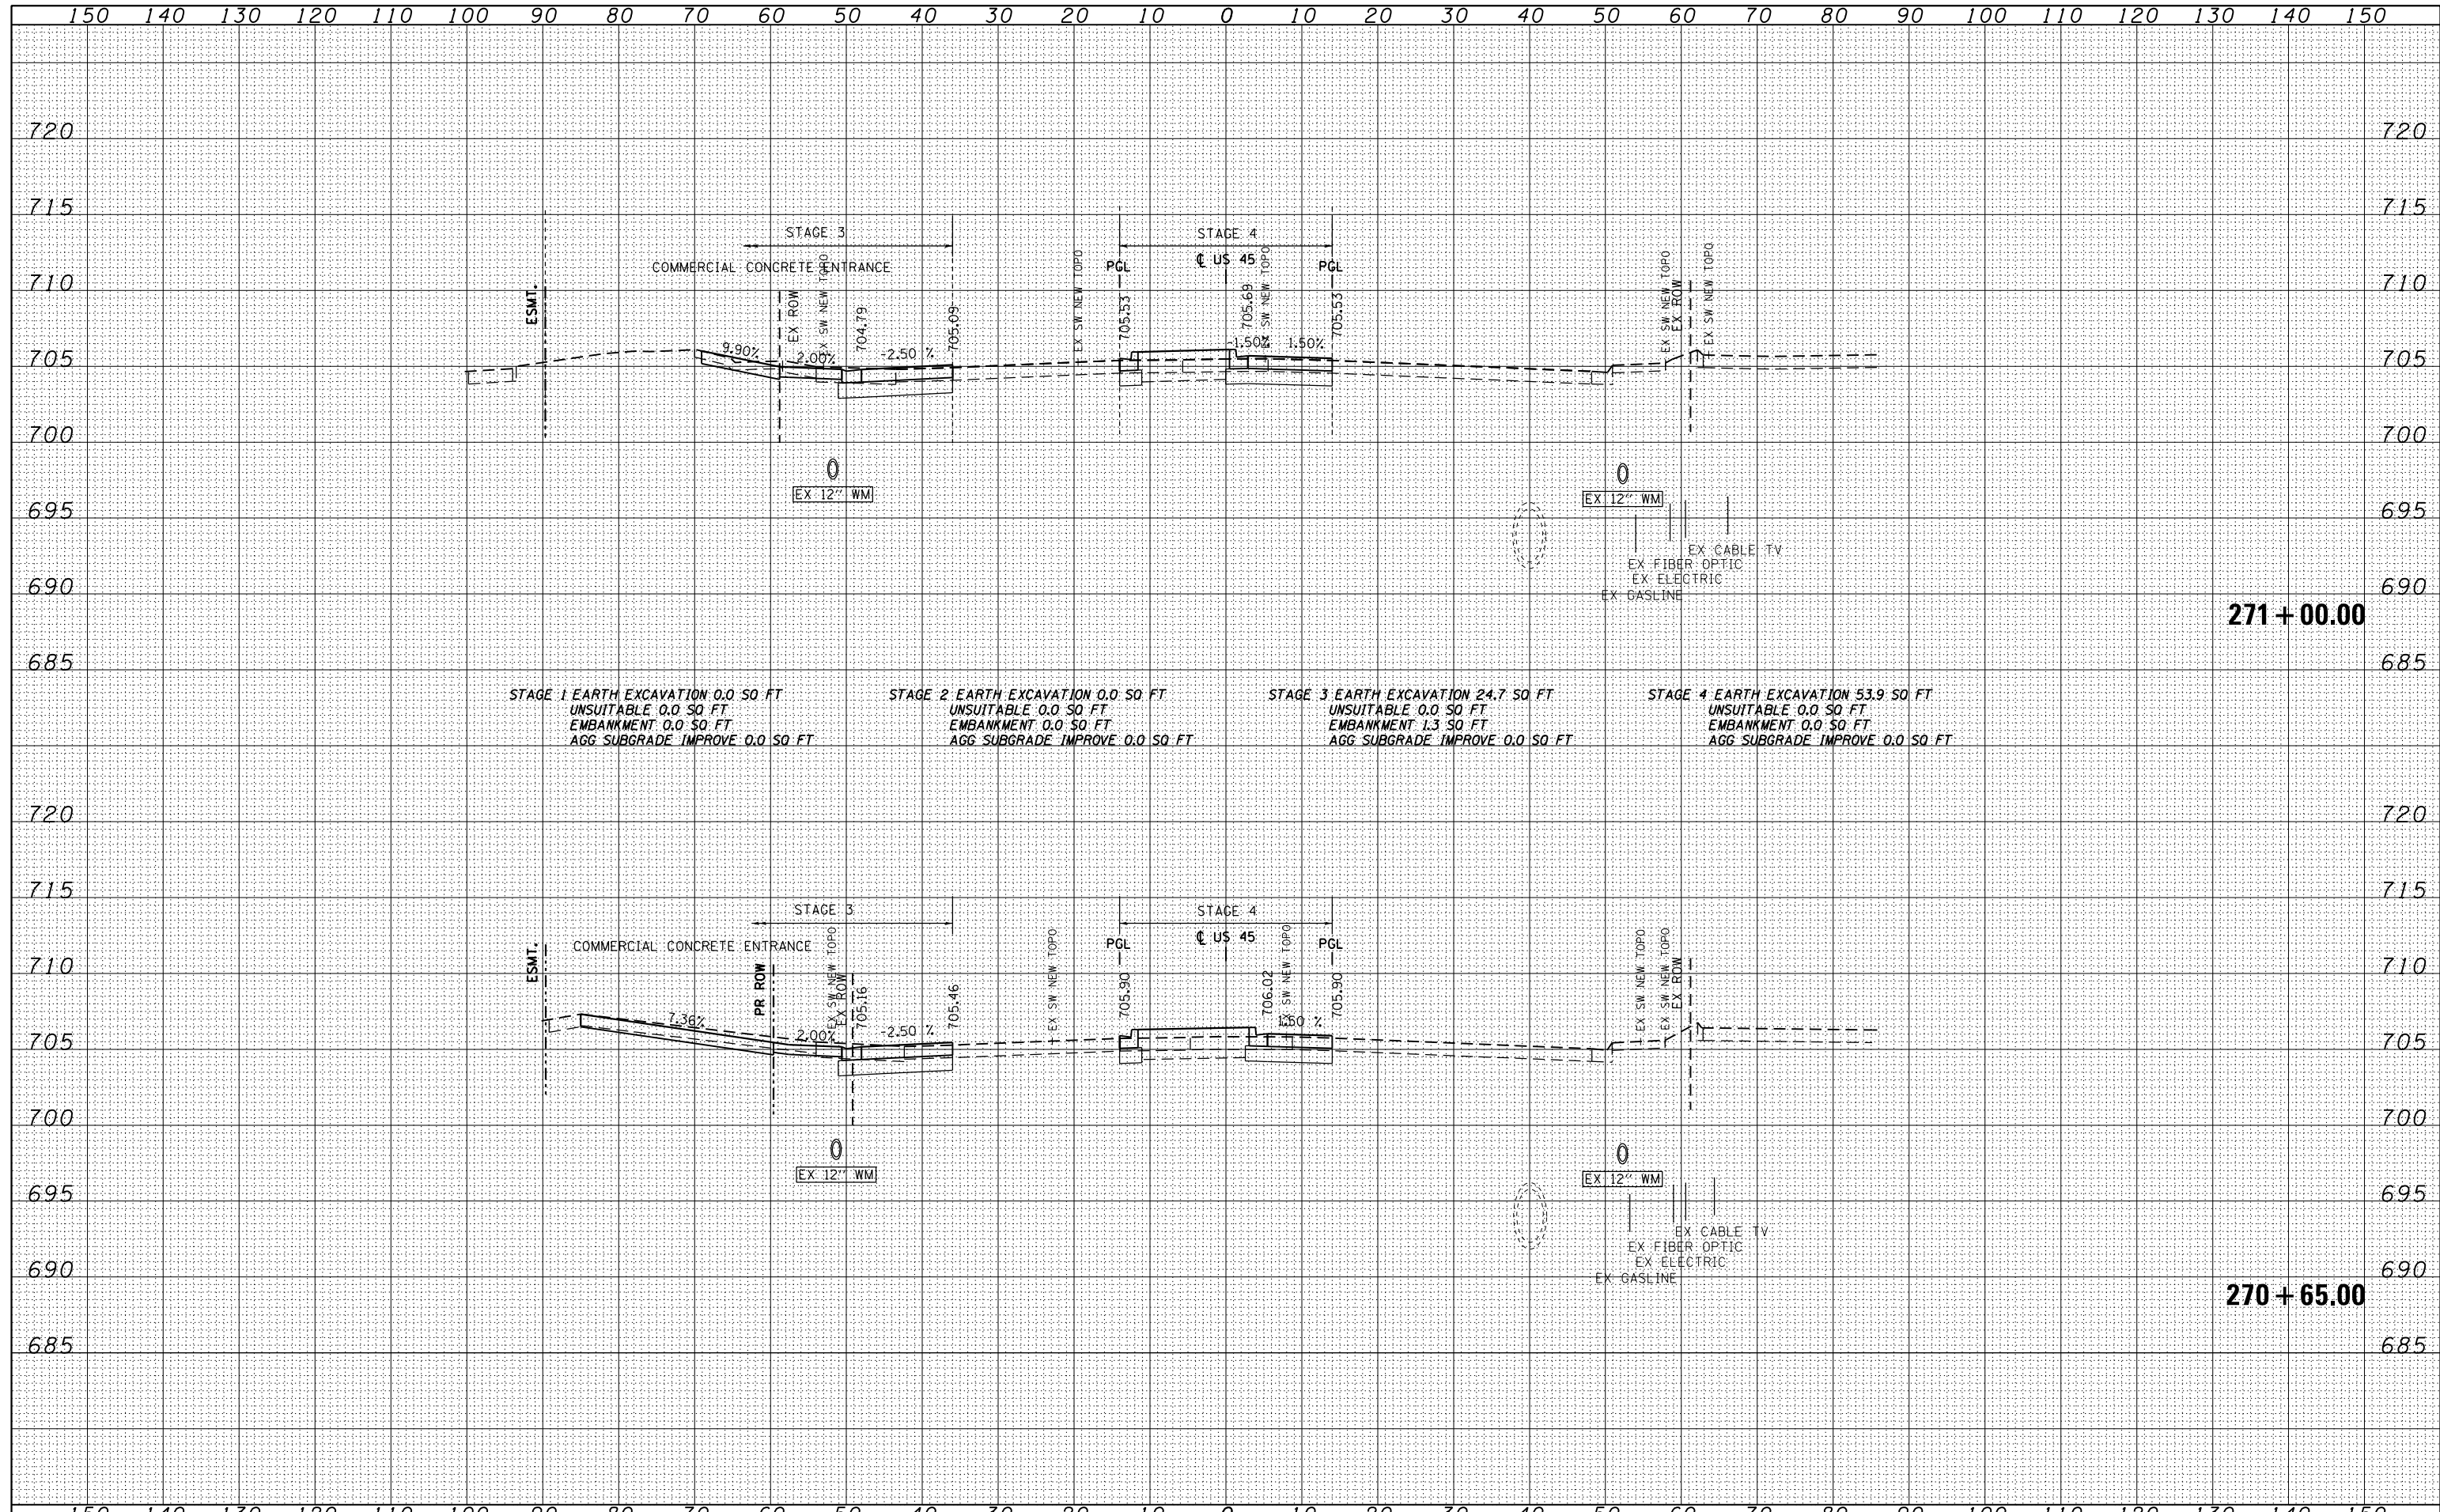 150 140 130 120 110 100 90 80 70 60 50 40 30 20 10 0 10 20 30 40 50 60 70 80 90 100 110 120 130 140 150
720 720
715 715
STAGE 3 STAGE 4
COMMERCIAL CONCRETE ENTRANCE
PGL ℄ US 45 PGL
710 710
ESMT.
EX ROW
EX SW NEW TOPO
704.79
705.09
EX SW NEW TOPO
705.53
705.69
EX SW NEW TOPO
705.53
EX SW NEW TOPO
EX ROW
EX SW NEW TOPO
9.90% 2.00% -2.50 % -1.50% 1.50%
705 705
700 700
EX 12'' WM EX 12'' WM
695 695
EX CABLE TV
EX FIBER OPTIC
EX ELECTRIC
EX GASLINE
690 690
271+00.00
685 685
STAGE 1 EARTH EXCAVATION 0.0 SQ FT
UNSUITABLE 0.0 SQ FT
EMBANKMENT 0.0 SQ FT
AGG SUBGRADE IMPROVE 0.0 SQ FT
STAGE 2 EARTH EXCAVATION 0.0 SQ FT
UNSUITABLE 0.0 SQ FT
EMBANKMENT 0.0 SQ FT
AGG SUBGRADE IMPROVE 0.0 SQ FT
STAGE 3 EARTH EXCAVATION 24.7 SQ FT
UNSUITABLE 0.0 SQ FT
EMBANKMENT 1.3 SQ FT
AGG SUBGRADE IMPROVE 0.0 SQ FT
STAGE 4 EARTH EXCAVATION 53.9 SQ FT
UNSUITABLE 0.0 SQ FT
EMBANKMENT 0.0 SQ FT
AGG SUBGRADE IMPROVE 0.0 SQ FT
720 720
715 715
STAGE 3 STAGE 4
COMMERCIAL CONCRETE ENTRANCE
PGL ℄ US 45 PGL
710 710
ESMT.
PR ROW
EX SW NEW TOPO
EX ROW
705.16
705.46
EX SW NEW TOPO
705.90
706.02
EX SW NEW TOPO
705.90
EX SW NEW TOPO
EX SW NEW TOPO
EX ROW
7.36% 2.00% -2.50 % 1.50 %
705 705
700 700
EX 12'' WM EX 12'' WM
695 695
EX CABLE TV
EX FIBER OPTIC
EX ELECTRIC
EX GASLINE
690 690
270+65.00
685 685
150 140 130 120 110 100 90 80 70 60 50 40 30 20 10 0 10 20 30 40 50 60 70 80 90 100 110 120 130 140 150